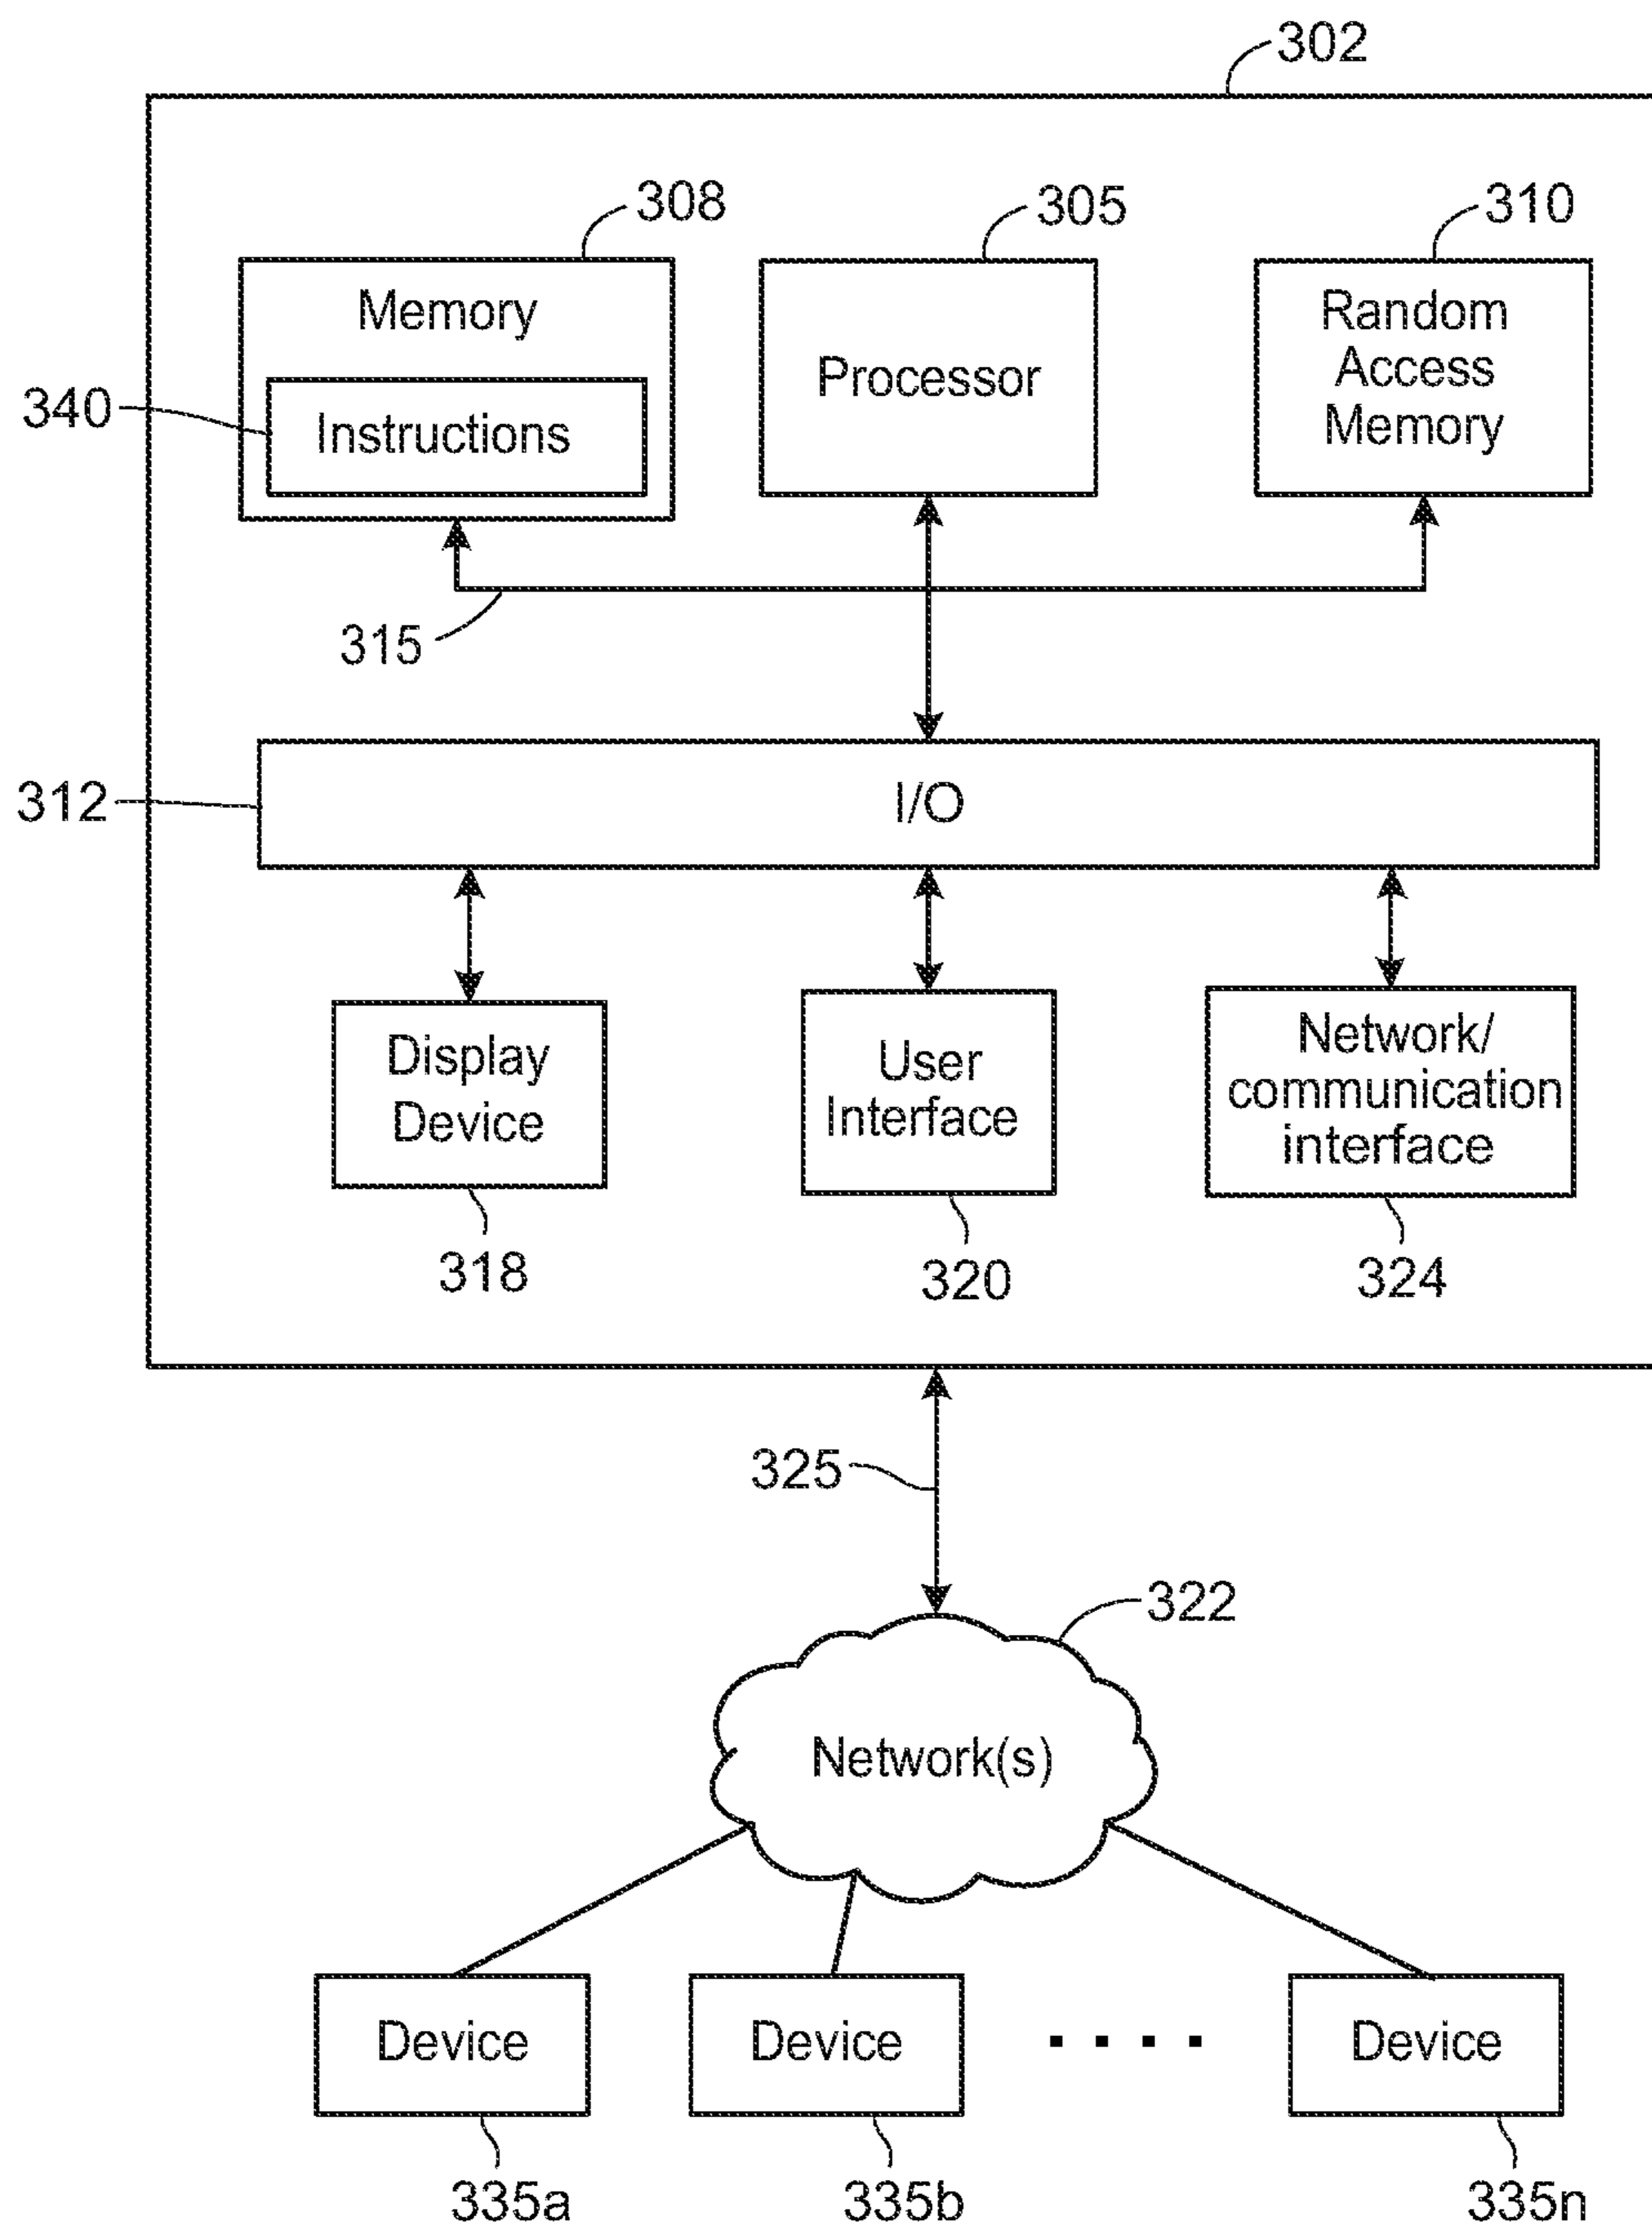 302
308
305
310
Memory
Random
Access
Memory
Processor
340
Instructions
315
312
I/O
Display
Device
User
Interface
Network/
communication
interface
318
320
324
325
322
Network(s)
Device
Device
. . . .
Device
335a
335b
335n